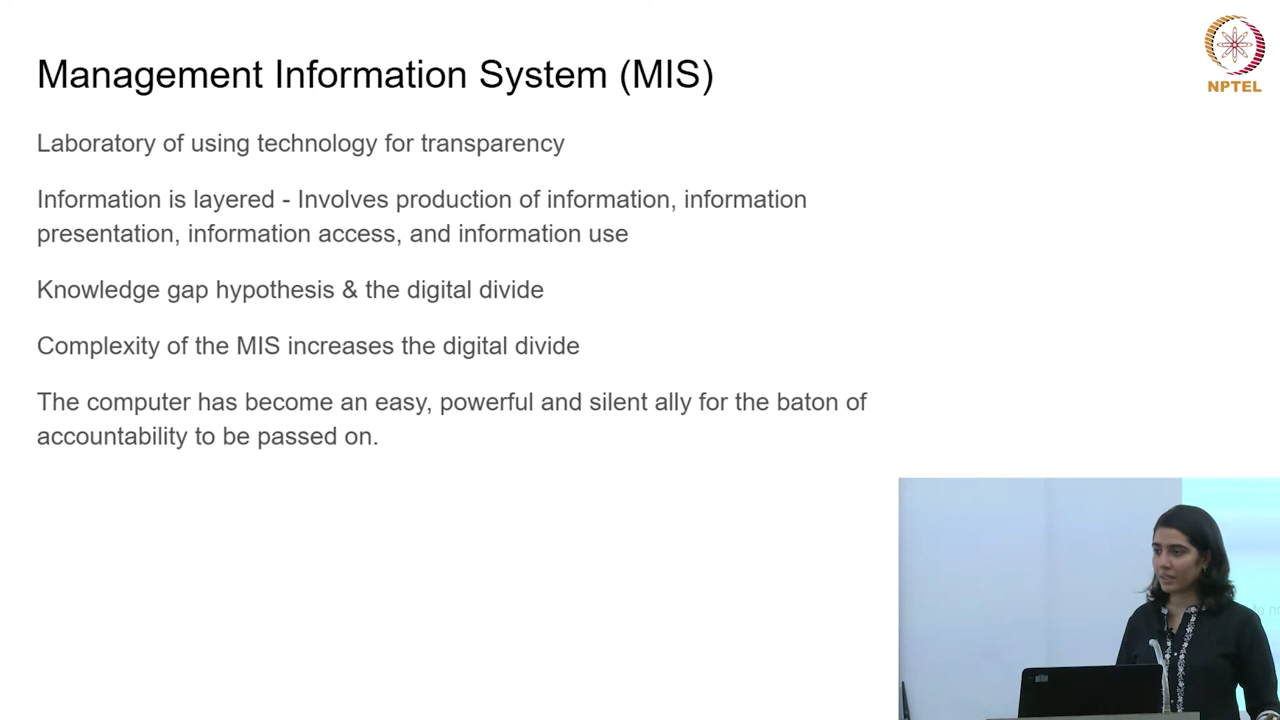 Management Information System (MIS)
NPTEL
Laboratory of using technology for transparency
Information is layered - Involves production of information, information
presentation, information access, and information use
Knowledge gap hypothesis & the digital divide
Complexity of the MIS increases the digital divide
The computer has become an easy, powerful and silent ally for the baton of
accountability to be passed on.